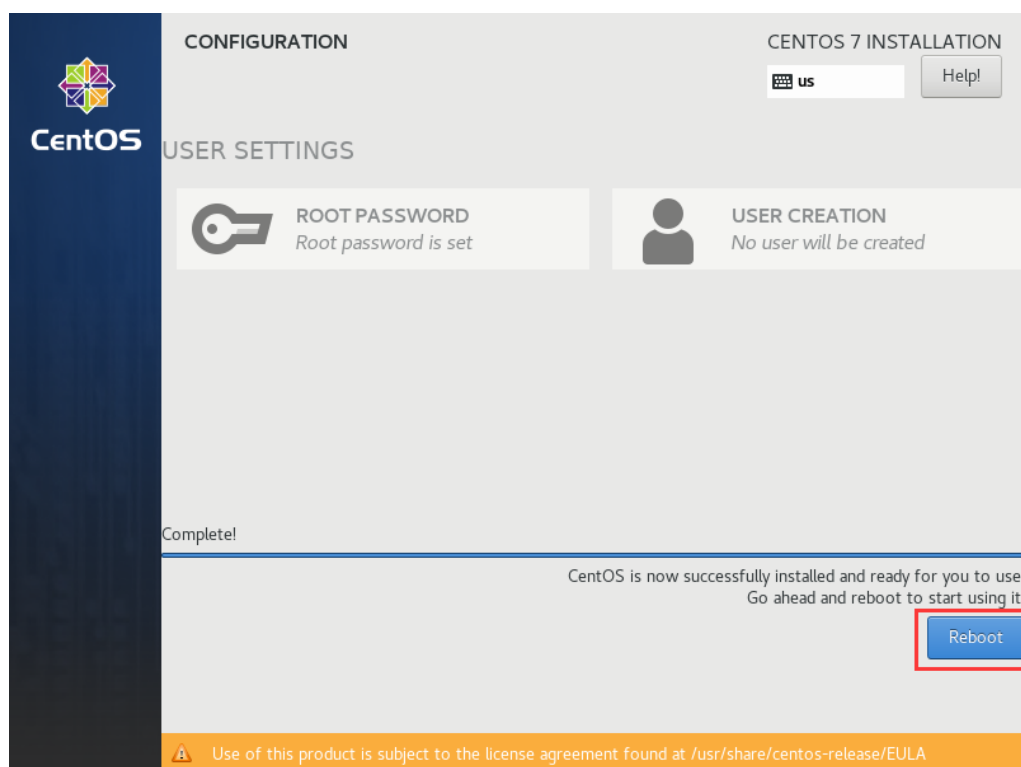 CONFIGURATION
CENTOS 7 INSTALLATION
us
Help!
CentOS
USER SETTINGS
ROOT PASSWORD
Root password is set
USER CREATION
No user will be created
Complete!
CentOS is now successfully installed and ready for you to use
Go ahead and reboot to start using it
Reboot
Use of this product is subject to the license agreement found at /usr/share/centos-release/EULA